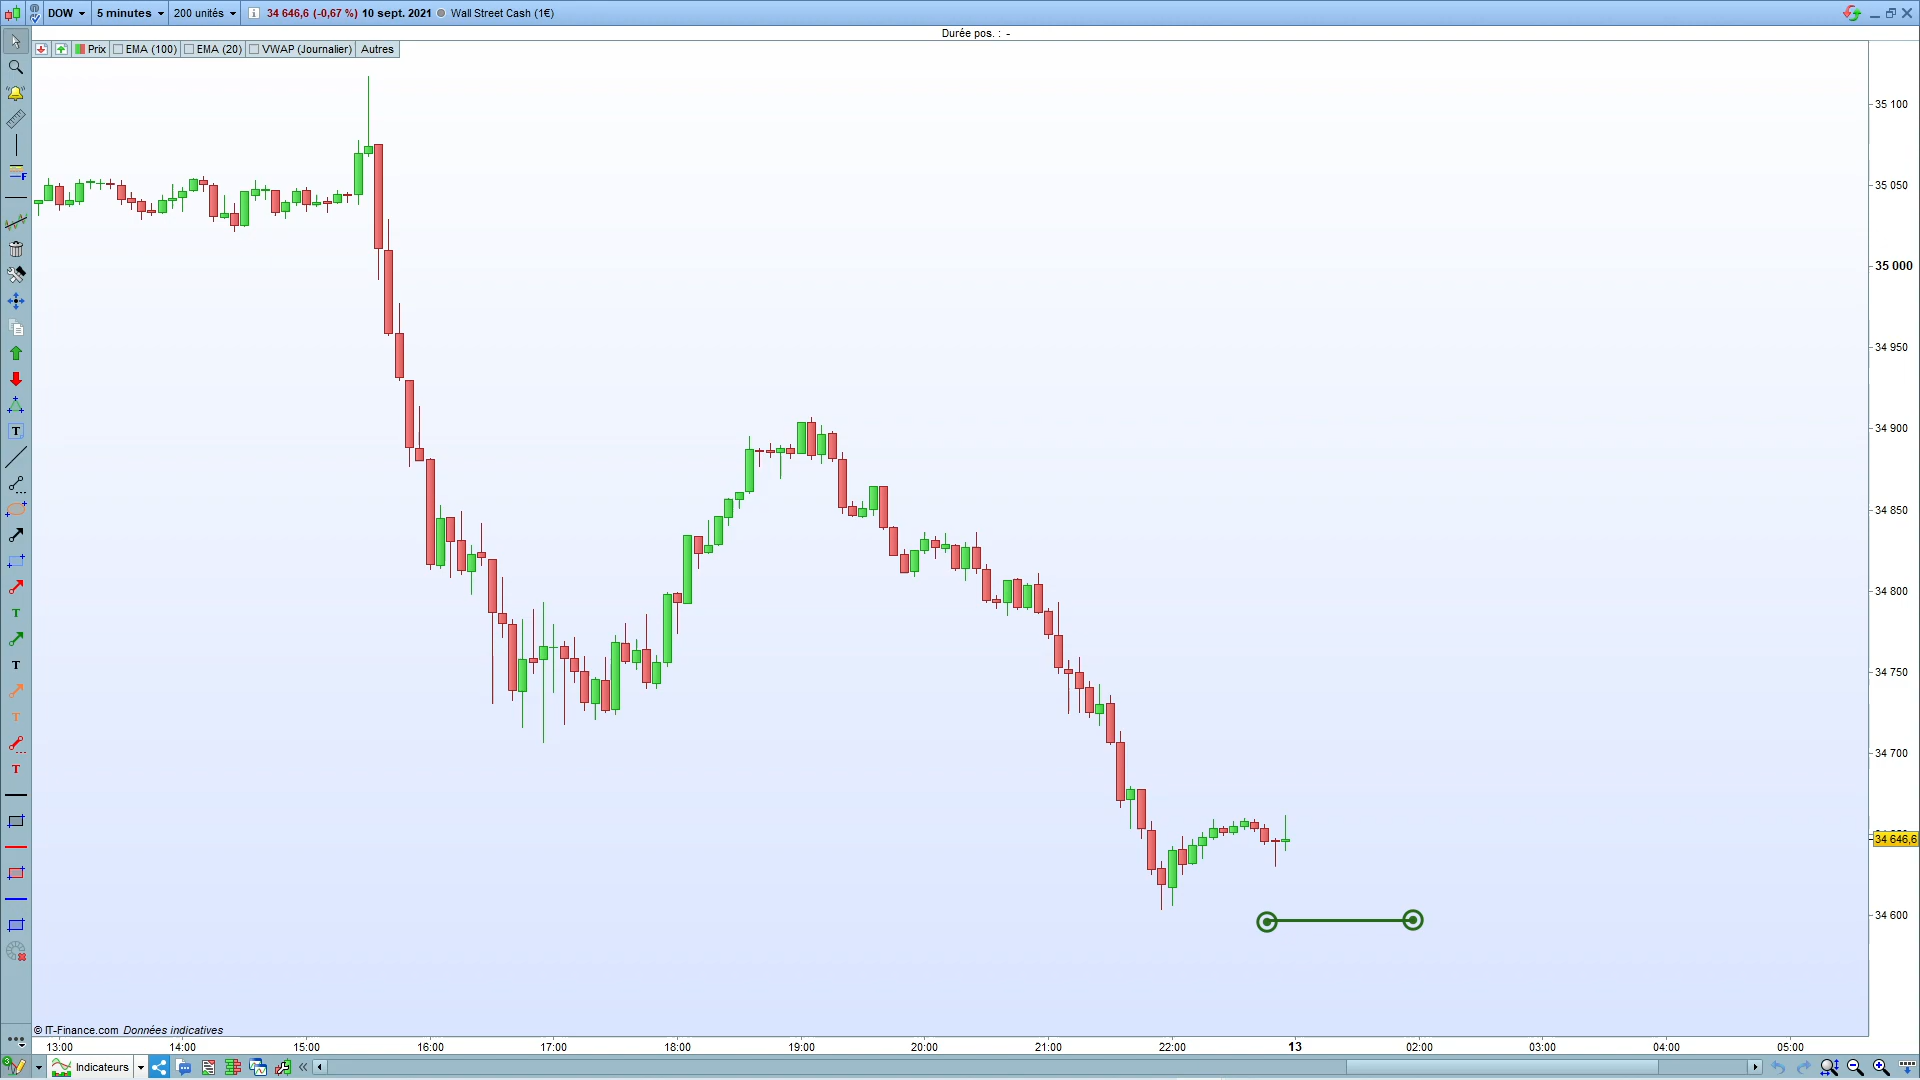 DOW 5 minutes 200 unités 34 646,6 (-0,67 %) 10 sept. 2021 Wall Street Cash (1€)
Durée pos. : -
Prix EMA (100) EMA (20) VWAP (Journalier) Autres
35 100
35 050
35 000
34 950
34 900
34 850
34 800
34 750
34 700
34 646,6
34 600
F
T
T
T
T
T
© IT-Finance.com Données indicatives
13:00 14:00 15:00 16:00 17:00 18:00 19:00 20:00 21:00 22:00 13 02:00 03:00 04:00 05:00
Indicateurs